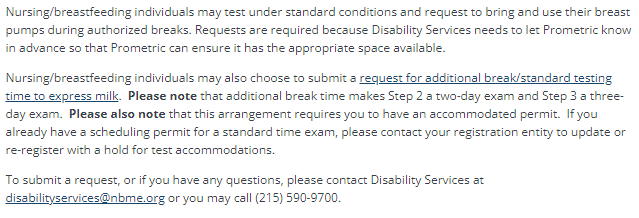 Nursing/breastfeeding individuals may test under standard conditions and request to bring and use their breast
pumps during authorized breaks. Requests are required because Disability Services needs to let Prometric know
in advance so that Prometric can ensure it has the appropriate space available.
Nursing/breastfeeding individuals may also choose to submit a request for additional break/standard testing
time to express milk.  Please note that additional break time makes Step 2 a two-day exam and Step 3 a three-
day exam.  Please also note that this arrangement requires you to have an accommodated permit.  If you
already have a scheduling permit for a standard time exam, please contact your registration entity to update or
re-register with a hold for test accommodations.
To submit a request, or if you have any questions, please contact Disability Services at
disabilityservices@nbme.org or you may call (215) 590-9700.